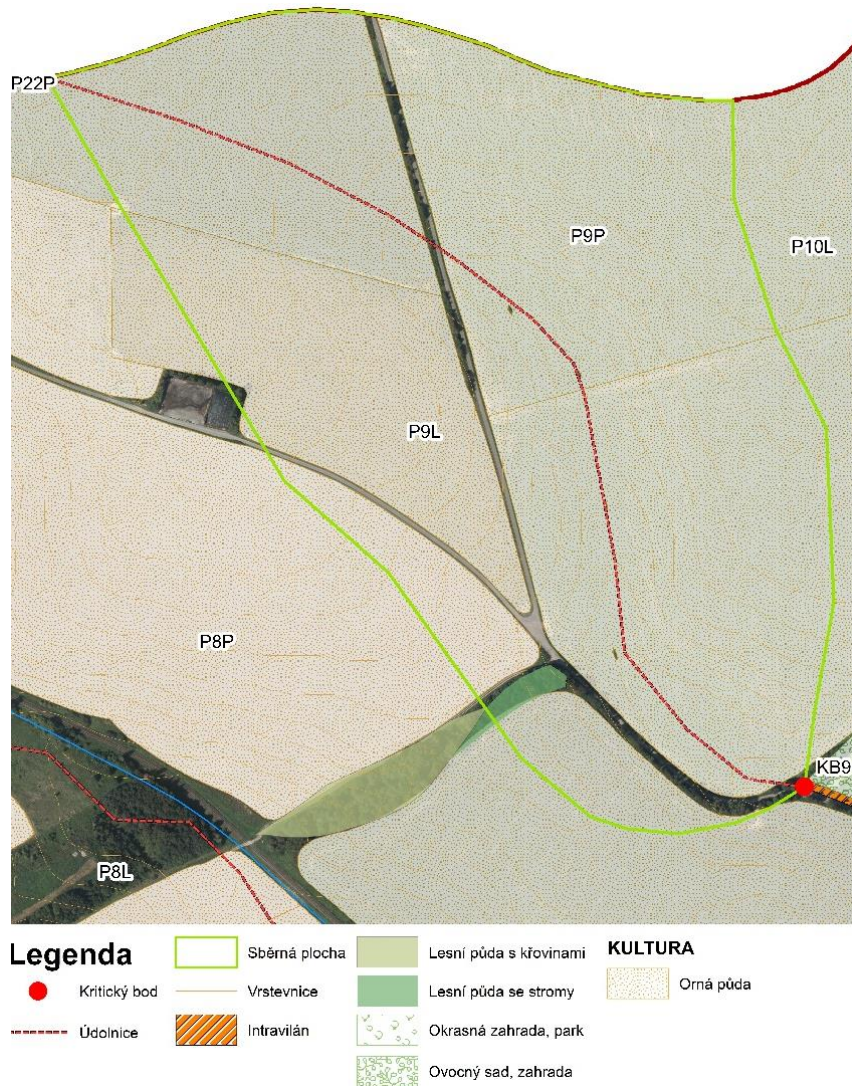 P22P
P9P
P10L
P9L
P8P
KB9
P8L
Legenda
Kritický bod
Údolnice
Sběrná plocha
Vrstevnice
Intravilán
Lesní půda s křovinami
Lesní půda se stromy
Okrasná zahrada, park
Ovocný sad, zahrada
KULTURA
Orná půda